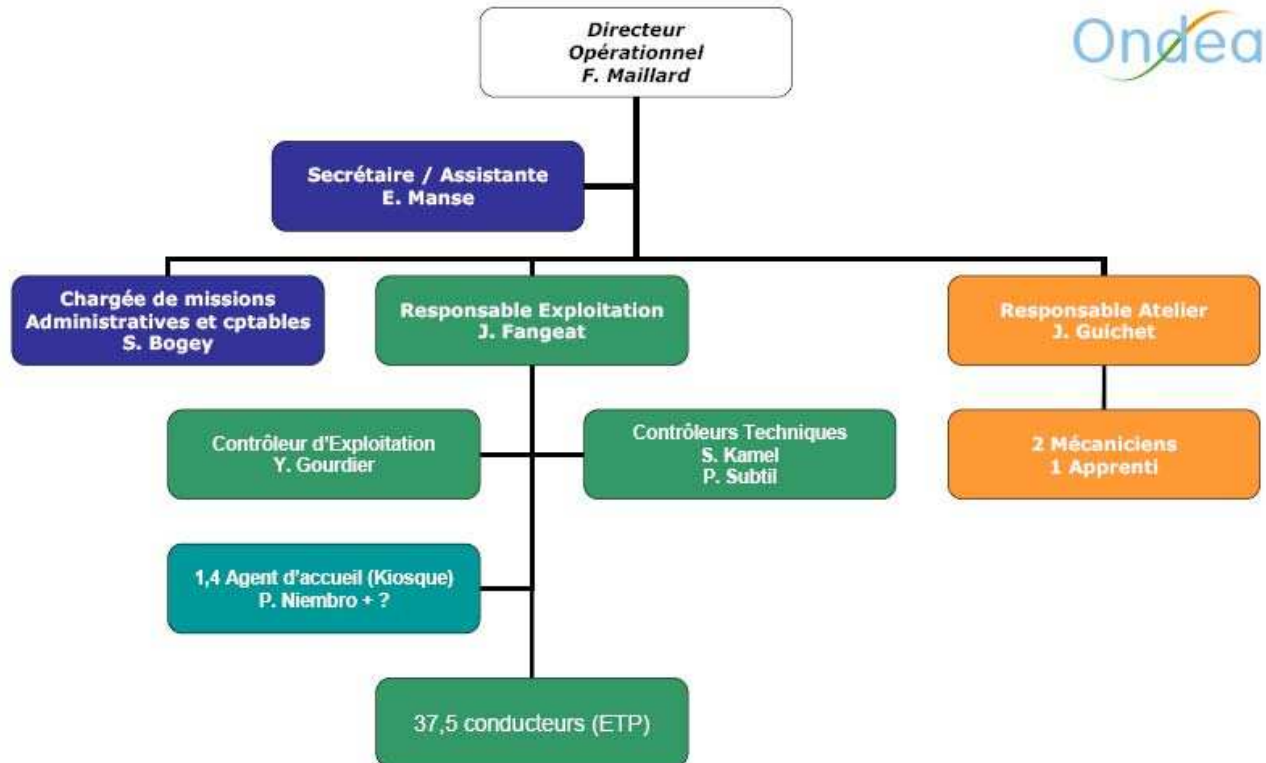 Directeur
Opérationnel
F. Maillard
Ondéa
Secrétaire / Assistante
E. Manse
Chargée de missions
Administratives et cptables
S. Bogey
Responsable Exploitation
J. Fangeat
Responsable Atelier
J. Guichet
Contrôleur d'Exploitation
Y. Gourdier
Contrôleurs Techniques
S. Kamel
P. Subtil
2 Mécaniciens
1 Apprenti
1,4 Agent d'accueil (Kiosque)
P. Niembro + ?
37,5 conducteurs (ETP)